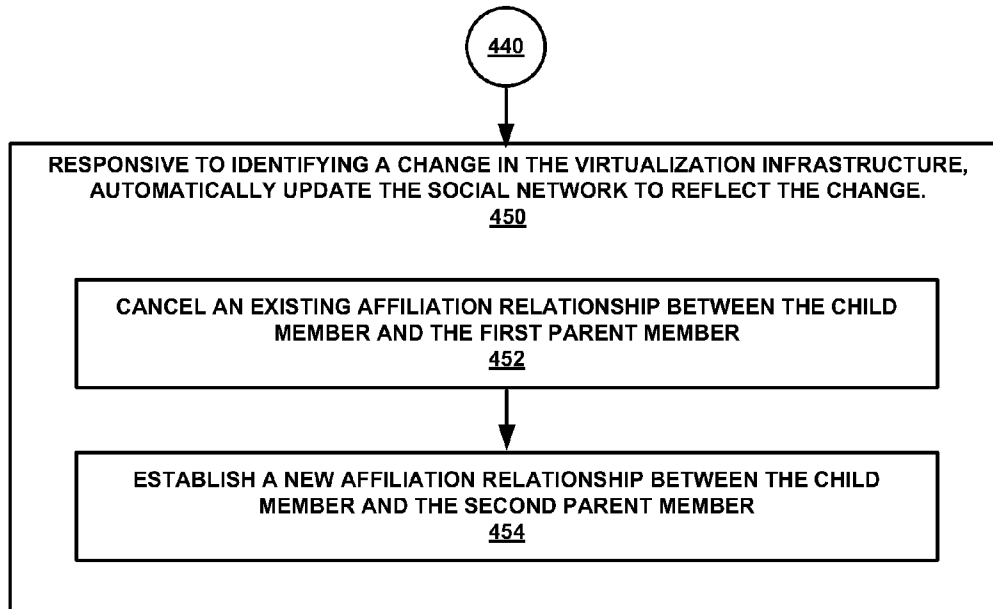 440
RESPONSIVE TO IDENTIFYING A CHANGE IN THE VIRTUALIZATION INFRASTRUCTURE,
AUTOMATICALLY UPDATE THE SOCIAL NETWORK TO REFLECT THE CHANGE.
450
CANCEL AN EXISTING AFFILIATION RELATIONSHIP BETWEEN THE CHILD
MEMBER AND THE FIRST PARENT MEMBER
452
ESTABLISH A NEW AFFILIATION RELATIONSHIP BETWEEN THE CHILD
MEMBER AND THE SECOND PARENT MEMBER
454